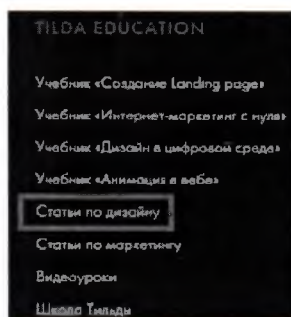 TILDA EDUCATION
Учебник «Создание Landing page»
Учебник «Интернет-маркетинг с нуля»
Учебник «Дизайн в цифровой среде»
Учебник «Анимация в вебе»
Статьи по дизайну
Статьи по маркетингу
Видеоуроки
Школа Тильды